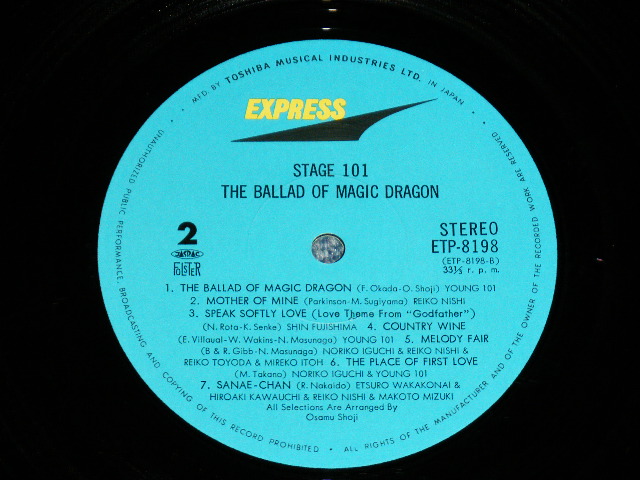 MFD. BY TOSHIBA MUSICAL INDUSTRIES LTD. IN JAPAN
EXPRESS
STAGE 101
THE BALLAD OF MAGIC DRAGON
2
JASRAC
POLSTER
STEREO
ETP-8198
(ETP-8198-B)
33⅓ r. p. m.
1. THE BALLAD OF MAGIC DRAGON (F. Okada-O. Shoji) YOUNG 101
2. MOTHER OF MINE (Parkinson-M. Sugiyama) REIKO NISHI
3. SPEAK SOFTLY LOVE (Love Theme From "Godfather")
(N. Rota-K. Senke) SHIN FUJISHIMA 4. COUNTRY WINE
(E. Villaual-W. Wakins-N. Masunaga) YOUNG 101 5. MELODY FAIR
(B & R. Gibb-N. Masunaga) NORIKO IGUCHI & REIKO NISHI &
REIKO TOYODA & MIREKO ITOH 6. THE PLACE OF FIRST LOVE
(M. Takano) NORIKO IGUCHI & YOUNG 101
7. SANAE-CHAN (R. Nakaido) ETSURO WAKAKONAI &
HIROAKI KAWAUCHI & REIKO NISHI & MAKOTO MIZUKI
All Selections Are Arranged By
Osamu Shoji
UNAUTHORIZED PUBLIC PERFORMANCE, BROADCASTING AND COPYING OF THIS RECORD PROHIBITED • ALL RIGHTS OF THE MANUFACTURER AND OF THE OWNER OF THE RECORDED WORK ARE RESERVED